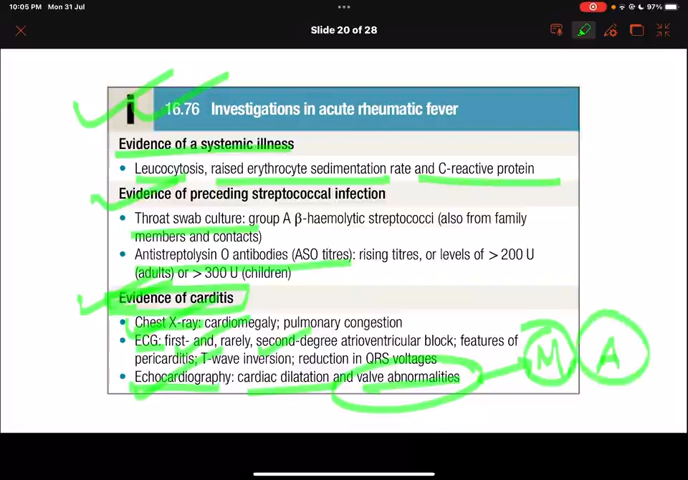 10:05 PM Mon 31 Jul
97%
Slide 20 of 28
i 16.76 Investigations in acute rheumatic fever
Evidence of a systemic illness
• Leucocytosis, raised erythrocyte sedimentation rate and C-reactive protein
Evidence of preceding streptococcal infection
• Throat swab culture: group A β-haemolytic streptococci (also from family
members and contacts)
• Antistreptolysin O antibodies (ASO titres): rising titres, or levels of > 200 U
(adults) or > 300 U (children)
Evidence of carditis
• Chest X-ray: cardiomegaly; pulmonary congestion
• ECG: first- and, rarely, second-degree atrioventricular block; features of
pericarditis; T-wave inversion; reduction in QRS voltages
• Echocardiography: cardiac dilatation and valve abnormalities
M A